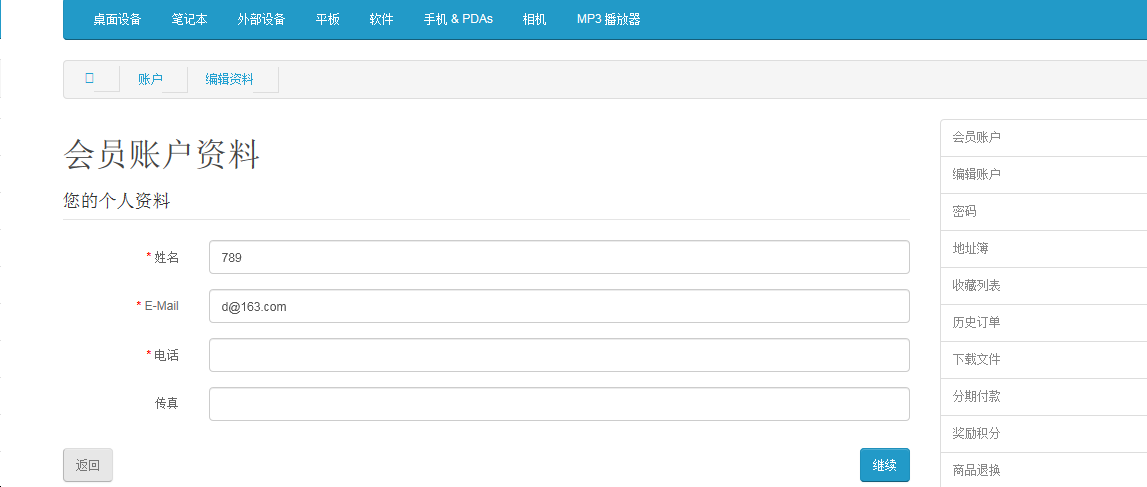 桌面设备 笔记本 外部设备 平板 软件 手机 & PDAs 相机 MP3 播放器
账户 编辑资料
会员账户资料
您的个人资料
* 姓名 789
* E-Mail d@163.com
* 电话
传真
返回 继续
会员账户
编辑账户
密码
地址簿
收藏列表
历史订单
下载文件
分期付款
奖励积分
商品退换